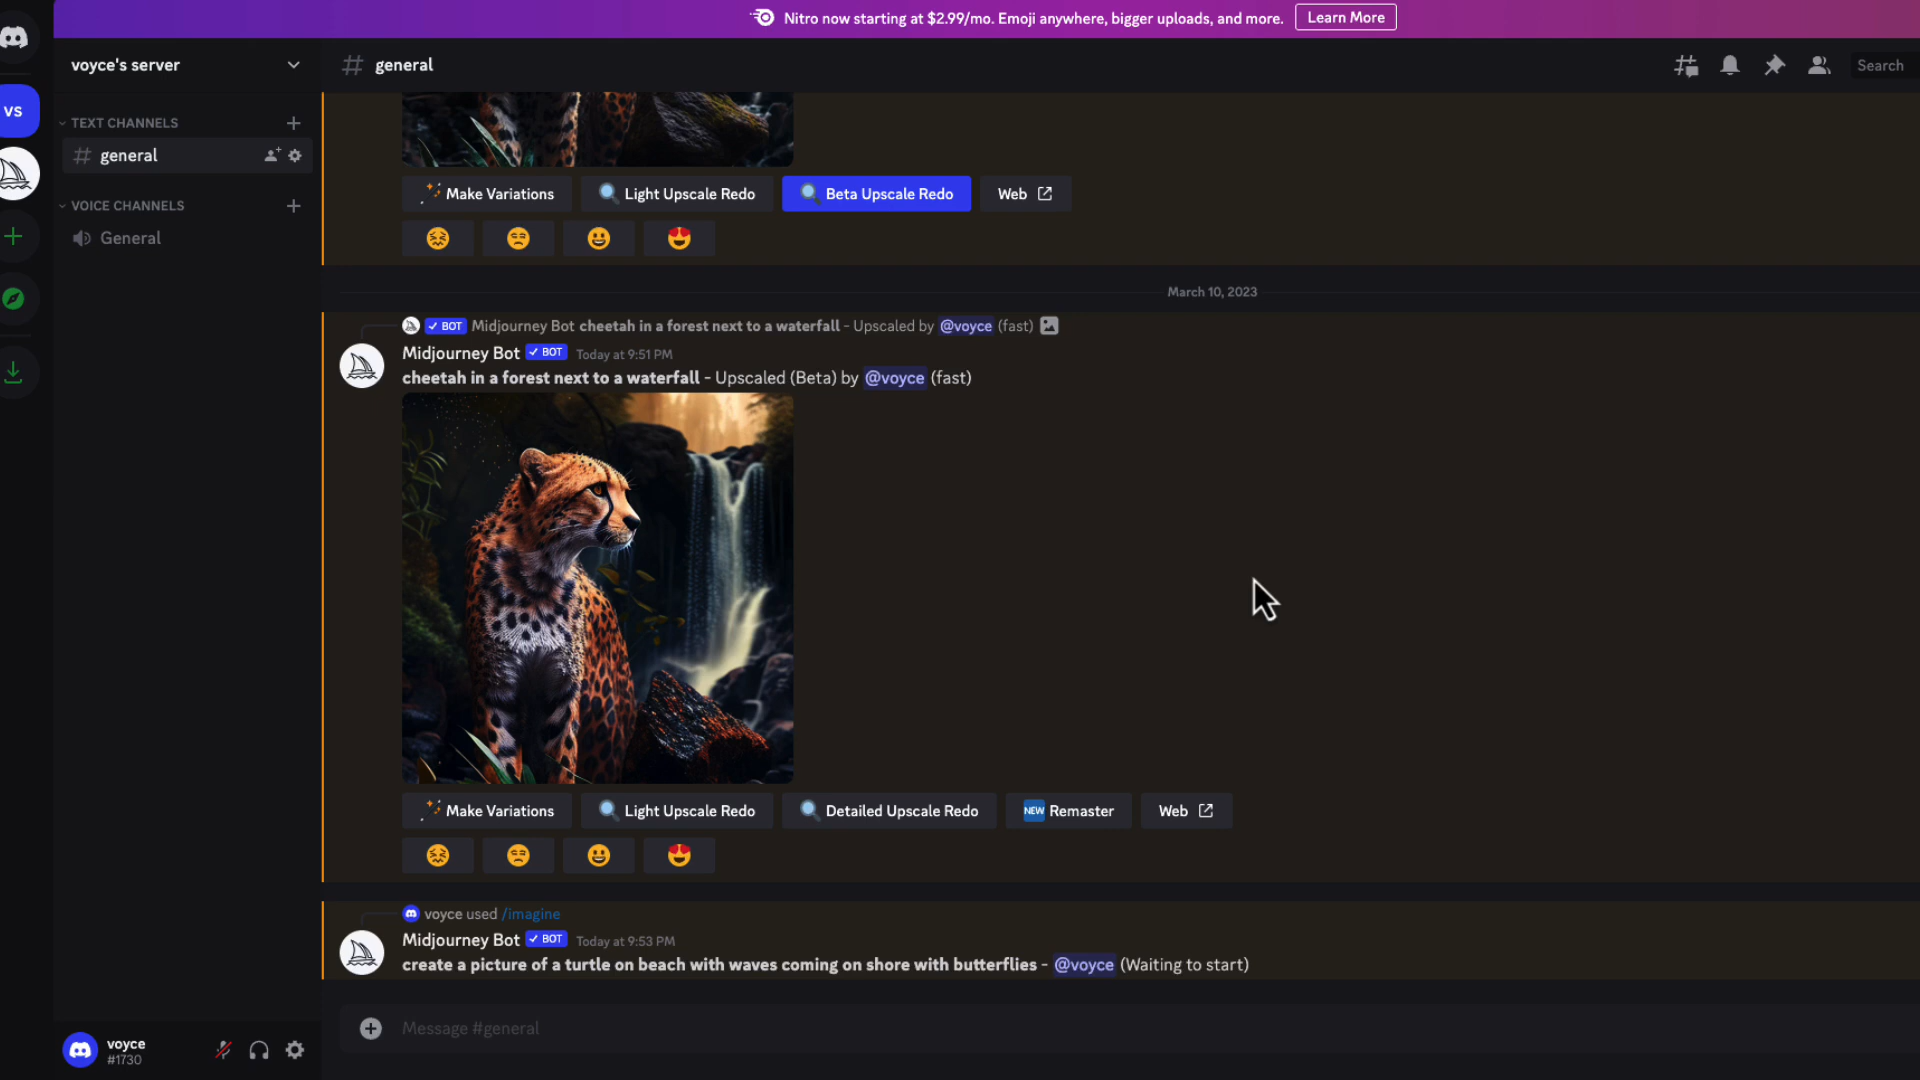 Nitro now starting at $2.99/mo. Emoji anywhere, bigger uploads, and more. Learn More
voyce's server
general
Search
VS
TEXT CHANNELS
general
VOICE CHANNELS
General
Make Variations Light Upscale Redo Beta Upscale Redo Web
March 10, 2023
BOT Midjourney Bot cheetah in a forest next to a waterfall - Upscaled by @voyce (fast)
Midjourney Bot BOT Today at 9:51 PM
cheetah in a forest next to a waterfall - Upscaled (Beta) by @voyce (fast)
Make Variations Light Upscale Redo Detailed Upscale Redo NEW Remaster Web
voyce used /imagine
Midjourney Bot BOT Today at 9:53 PM
create a picture of a turtle on beach with waves coming on shore with butterflies - @voyce (Waiting to start)
Message #general
voyce
#1730